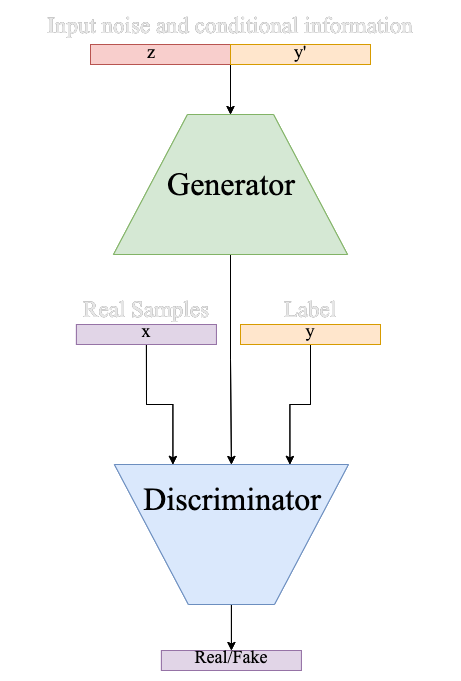 Input noise and conditional information
z
y'
Generator
Real Samples
Label
x
y
Discriminator
Real/Fake